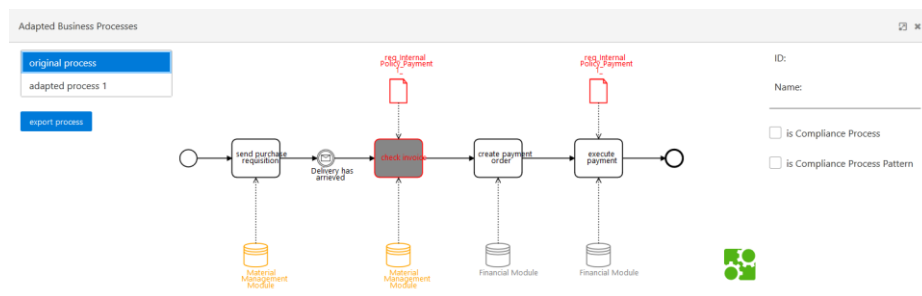 Adapted Business Processes
original process
adapted process 1
export process
req_Internal
Policy_Payment
req_Internal
Policy_Payment
send purchase
requisition
Delivery has
arrieved
check invoice
create payment
order
execute
payment
Material
Management
Module
Material
Management
Module
Financial Module
Financial Module
ID:
Name:
is Compliance Process
is Compliance Process Pattern